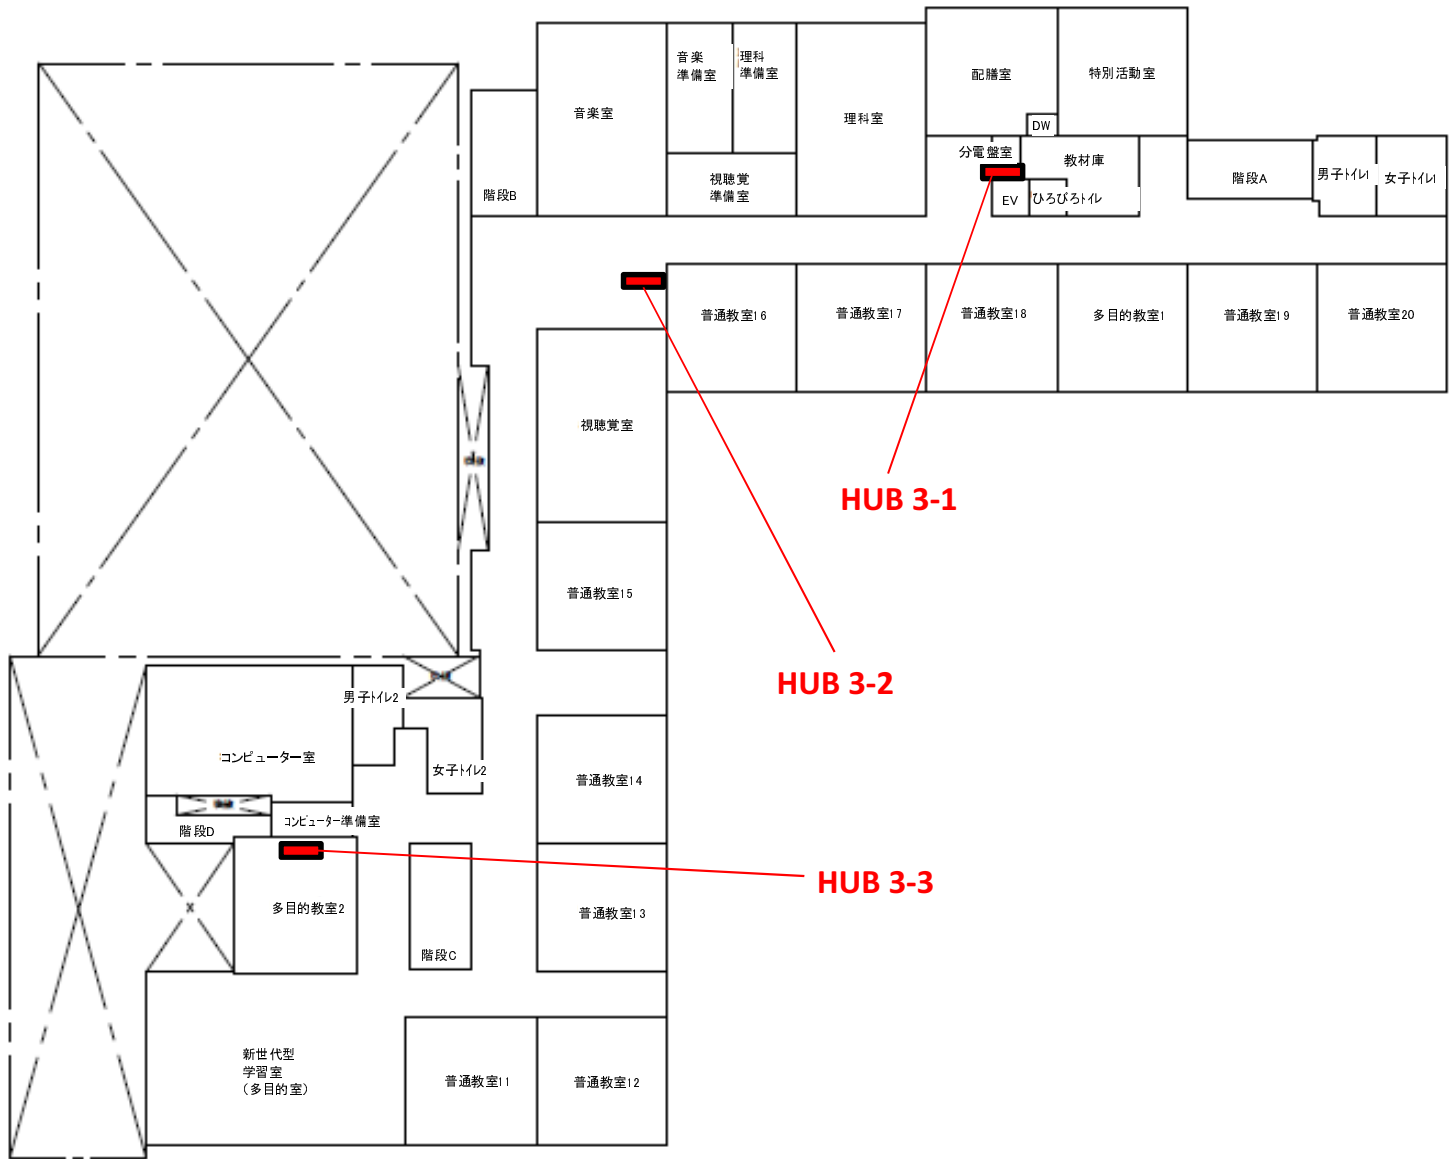 音楽
準備室
理科
準備室
配膳室
特別活動室
音楽室
理科室
DW
分電盤室
教材庫
男子トイレ1
女子トイレ1
階段A
視聴覚
準備室
階段B
EV
ひろびろトイレ
普通教室16
普通教室17
普通教室18
多目的教室1
普通教室19
普通教室20
視聴覚室
HUB 3-1
普通教室15
HUB 3-2
男子トイレ2
コンピューター室
女子トイレ2
普通教室14
階段D
コンピューター準備室
HUB 3-3
多目的教室2
普通教室13
階段C
新世代型
学習室
（多目的室）
普通教室11
普通教室12